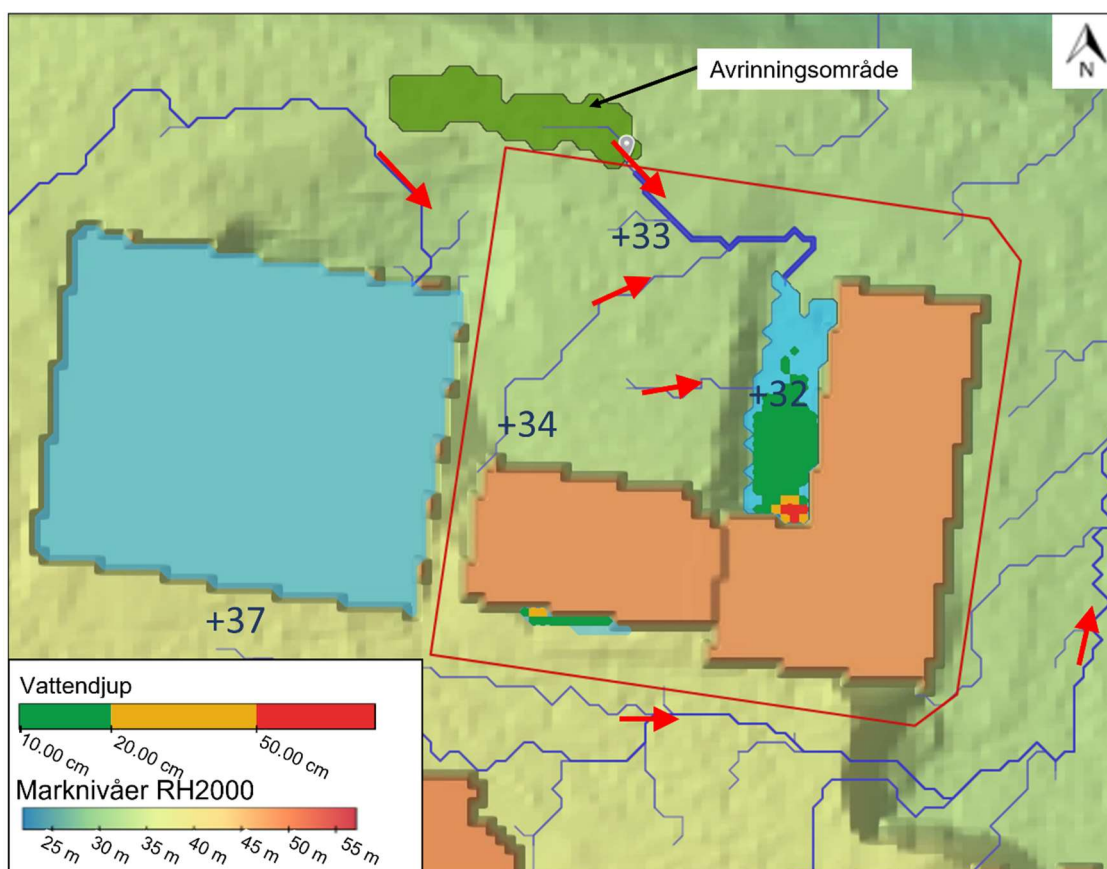 N
Avrinningsområde
+33
+32
+34
+37
Vattendjup
10.00 cm
20.00 cm
50.00 cm
Marknivåer RH2000
25 m
30 m
35 m
40 m
45 m
50 m
55 m